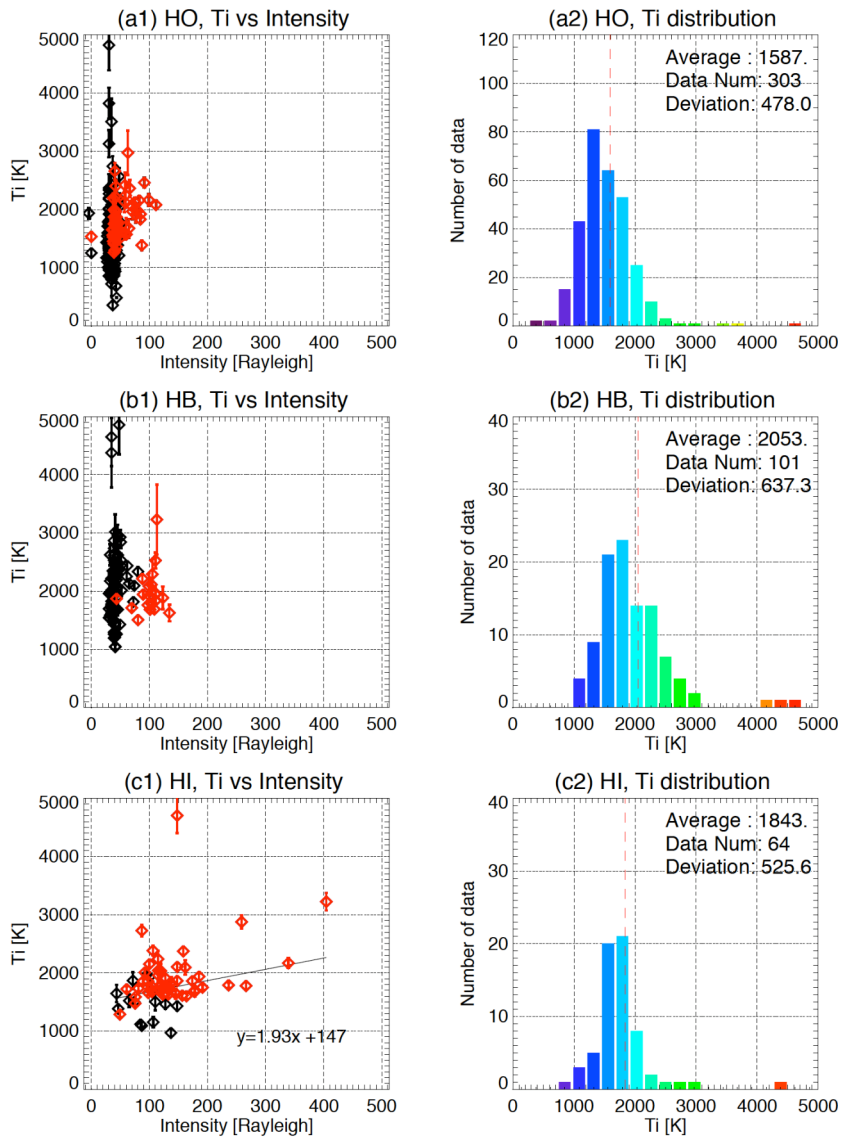 (a1) HO, Ti vs Intensity
5000
4000
3000
2000
1000
0
Ti [K]
0 100 200 300 400 500
Intensity [Rayleigh]
(a2) HO, Ti distribution
Average : 1587.
Data Num: 303
Deviation: 478.0
120
100
80
60
40
20
0
Number of data
0 1000 2000 3000 4000 5000
Ti [K]
(b1) HB, Ti vs Intensity
5000
4000
3000
2000
1000
0
Ti [K]
0 100 200 300 400 500
Intensity [Rayleigh]
(b2) HB, Ti distribution
Average : 2053.
Data Num: 101
Deviation: 637.3
40
30
20
10
0
Number of data
0 1000 2000 3000 4000 5000
Ti [K]
(c1) HI, Ti vs Intensity
5000
4000
3000
2000
1000
0
Ti [K]
y=1.93x +147
0 100 200 300 400 500
Intensity [Rayleigh]
(c2) HI, Ti distribution
Average : 1843.
Data Num: 64
Deviation: 525.6
40
30
20
10
0
Number of data
0 1000 2000 3000 4000 5000
Ti [K]